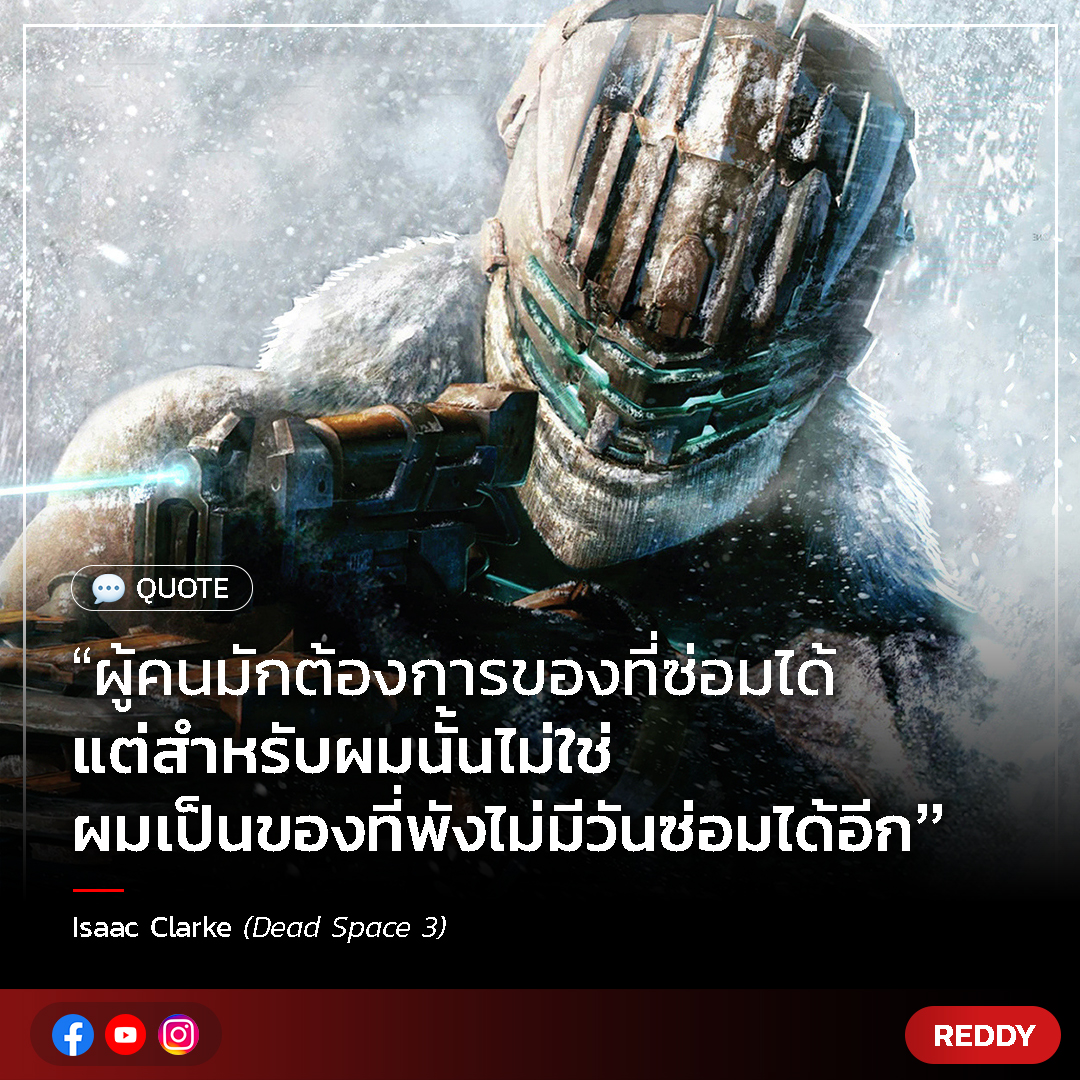 QUOTE
“ผู้คนมักต้องการของที่ซ่อมได้
แต่สำหรับผมนั้นไม่ใช่
ผมเป็นของที่พังไม่มีวันซ่อมได้อีก”
Isaac Clarke (Dead Space 3)
REDDY